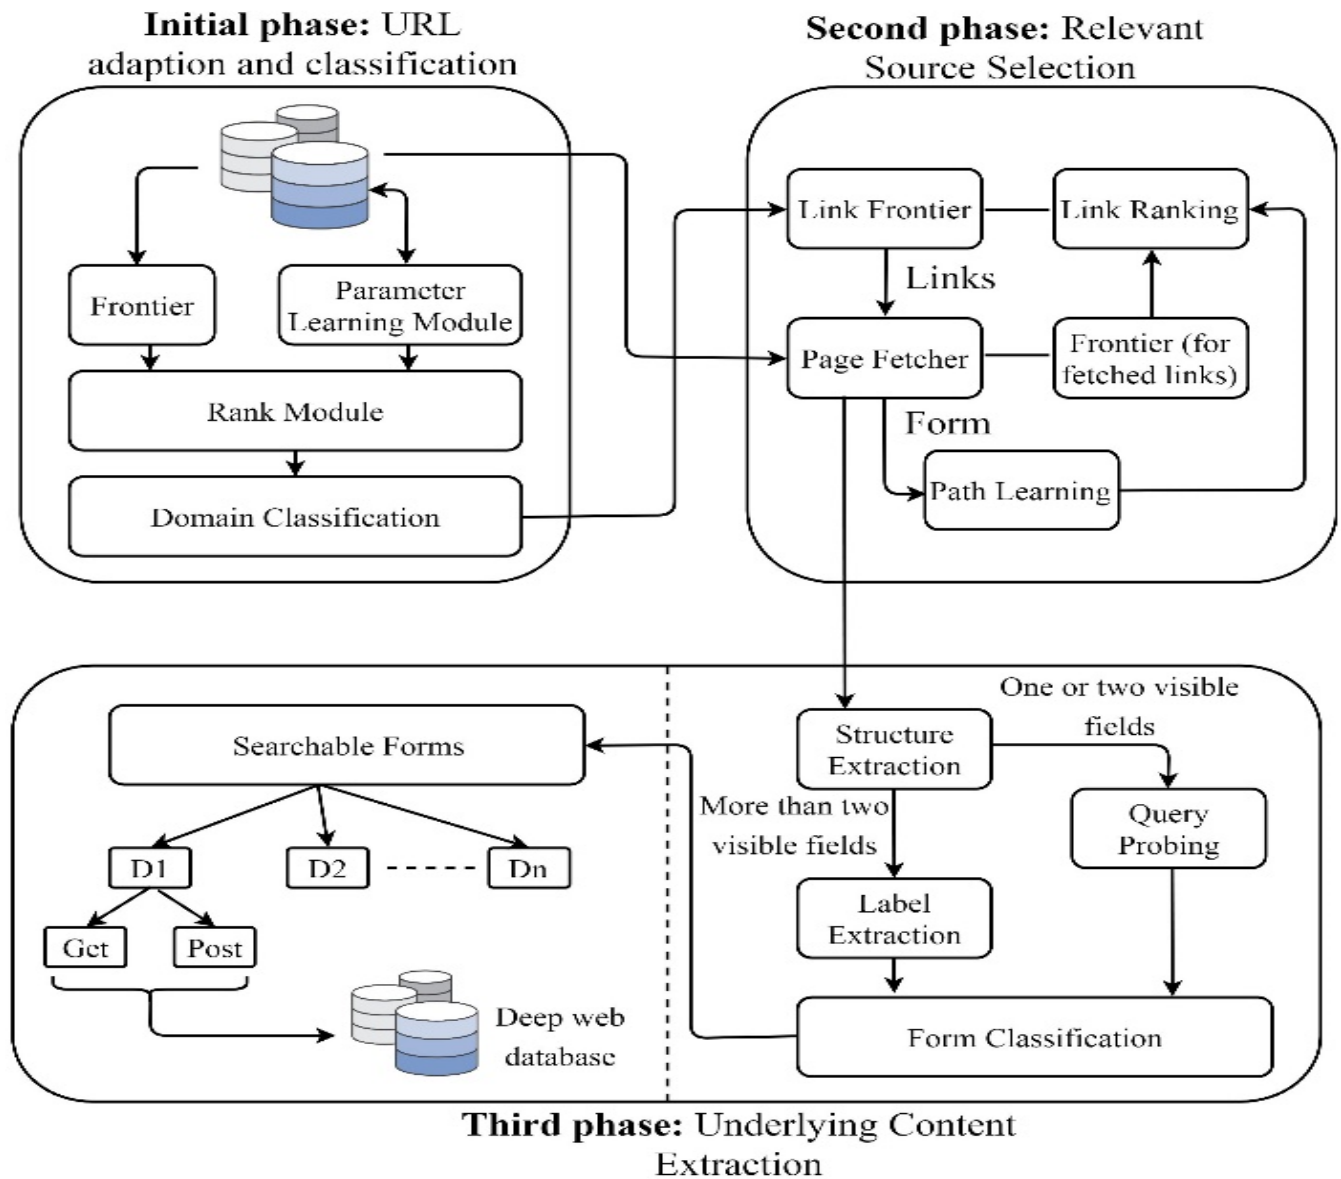 Initial phase: URL
adaption and classification
Frontier
Parameter
Learning Module
Rank Module
Domain Classification
Second phase: Relevant
Source Selection
Link Frontier
Link Ranking
Links
Page Fetcher
Frontier (for
fetched links)
Form
Path Learning
One or two visible
fields
Structure
Extraction
More than two
visible fields
Query
Probing
Label
Extraction
Form Classification
Searchable Forms
D1
D2
Dn
Get
Post
Deep web
database
Third phase: Underlying Content
Extraction